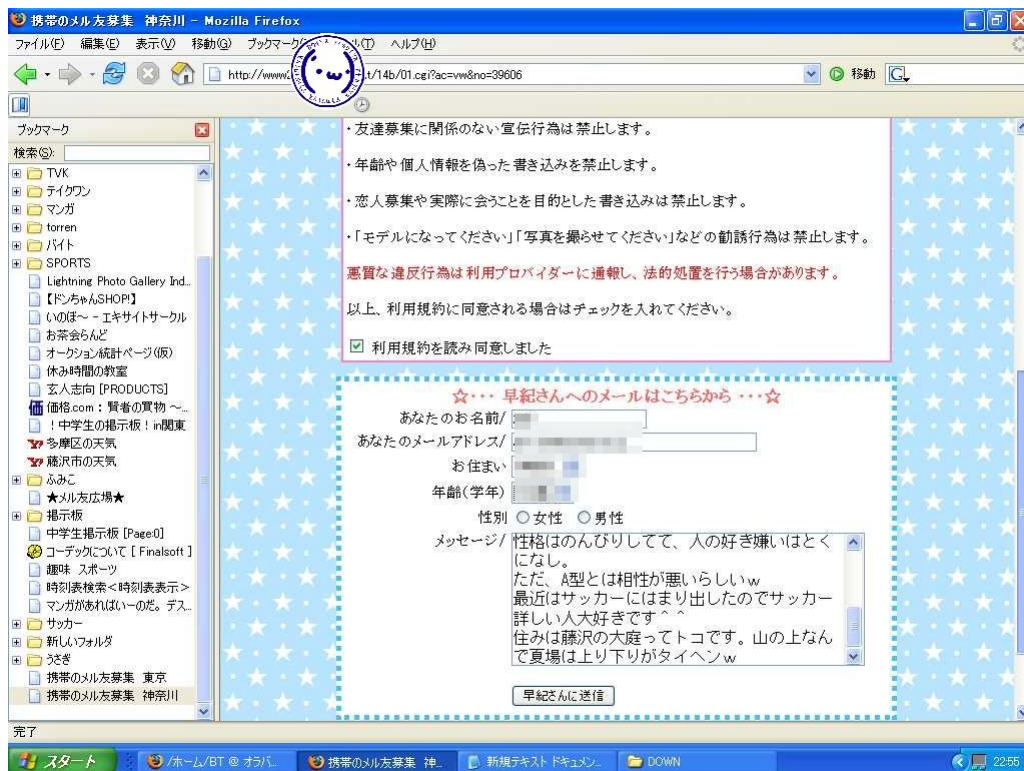 携帯のメル友募集 神奈川 - Mozilla Firefox
ファイル(F) 編集(E) 表示(V) 移動(G) ブックマーク ル(T) ヘルプ(H)
http://www. t/14b/01.cgi?ac=vw&no=39606
移動
ブックマーク
検索(S):
TVK
テイクワン
マンガ
torren
バイト
SPORTS
Lightning Photo Gallery Ind...
【ドンちゃんSHOP!】
いのぼ～ - エキサイトサークル
お茶会らんど
オークション統計ページ(仮)
休み時間の教室
玄人志向 [PRODUCTS]
価格.com：賢者の買物 ～...
！中学生の掲示板！in関東
多摩区の天気
藤沢市の天気
ふみこ
★メル友広場★
掲示板
中学生掲示板 [Page:0]
コーデックについて [ Finalsoft ]
趣味 スポーツ
時刻表検索＜時刻表表示＞
マンガがあればいーのだ。デス...
サッカー
新しいフォルダ
うさぎ
携帯のメル友募集 東京
携帯のメル友募集 神奈川
・友達募集に関係のない宣伝行為は禁止します。
・年齢や個人情報を偽った書き込みを禁止します。
・恋人募集や実際に会うことを目的とした書き込みは禁止します。
・「モデルになってください」「写真を撮らせてください」などの勧誘行為は禁止します。
悪質な違反行為は利用プロバイダーに通報し、法的処置を行う場合があります。
以上、利用規約に同意される場合はチェックを入れてください。
利用規約を読み同意しました
☆･･･ 早紀さんへのメールはこちらから ･･･☆
あなたのお名前/
あなたのメールアドレス/
お住まい
年齢(学年)
性別 女性 男性
メッセージ/
性格はのんびりしてて、人の好き嫌いはとく
になし。
ただ、A型とは相性が悪いらしいｗ
最近はサッカーにはまり出したのでサッカー
詳しい人大好きです＾＾
住みは藤沢の大庭ってトコです。山の上なん
で夏場は上り下りがタイヘンｗ
早紀さんに送信
完了
スタート
/ホーム/BT @ オラバ...
携帯のメル友募集 神...
新規テキスト ドキュメン...
DOWN
22:55